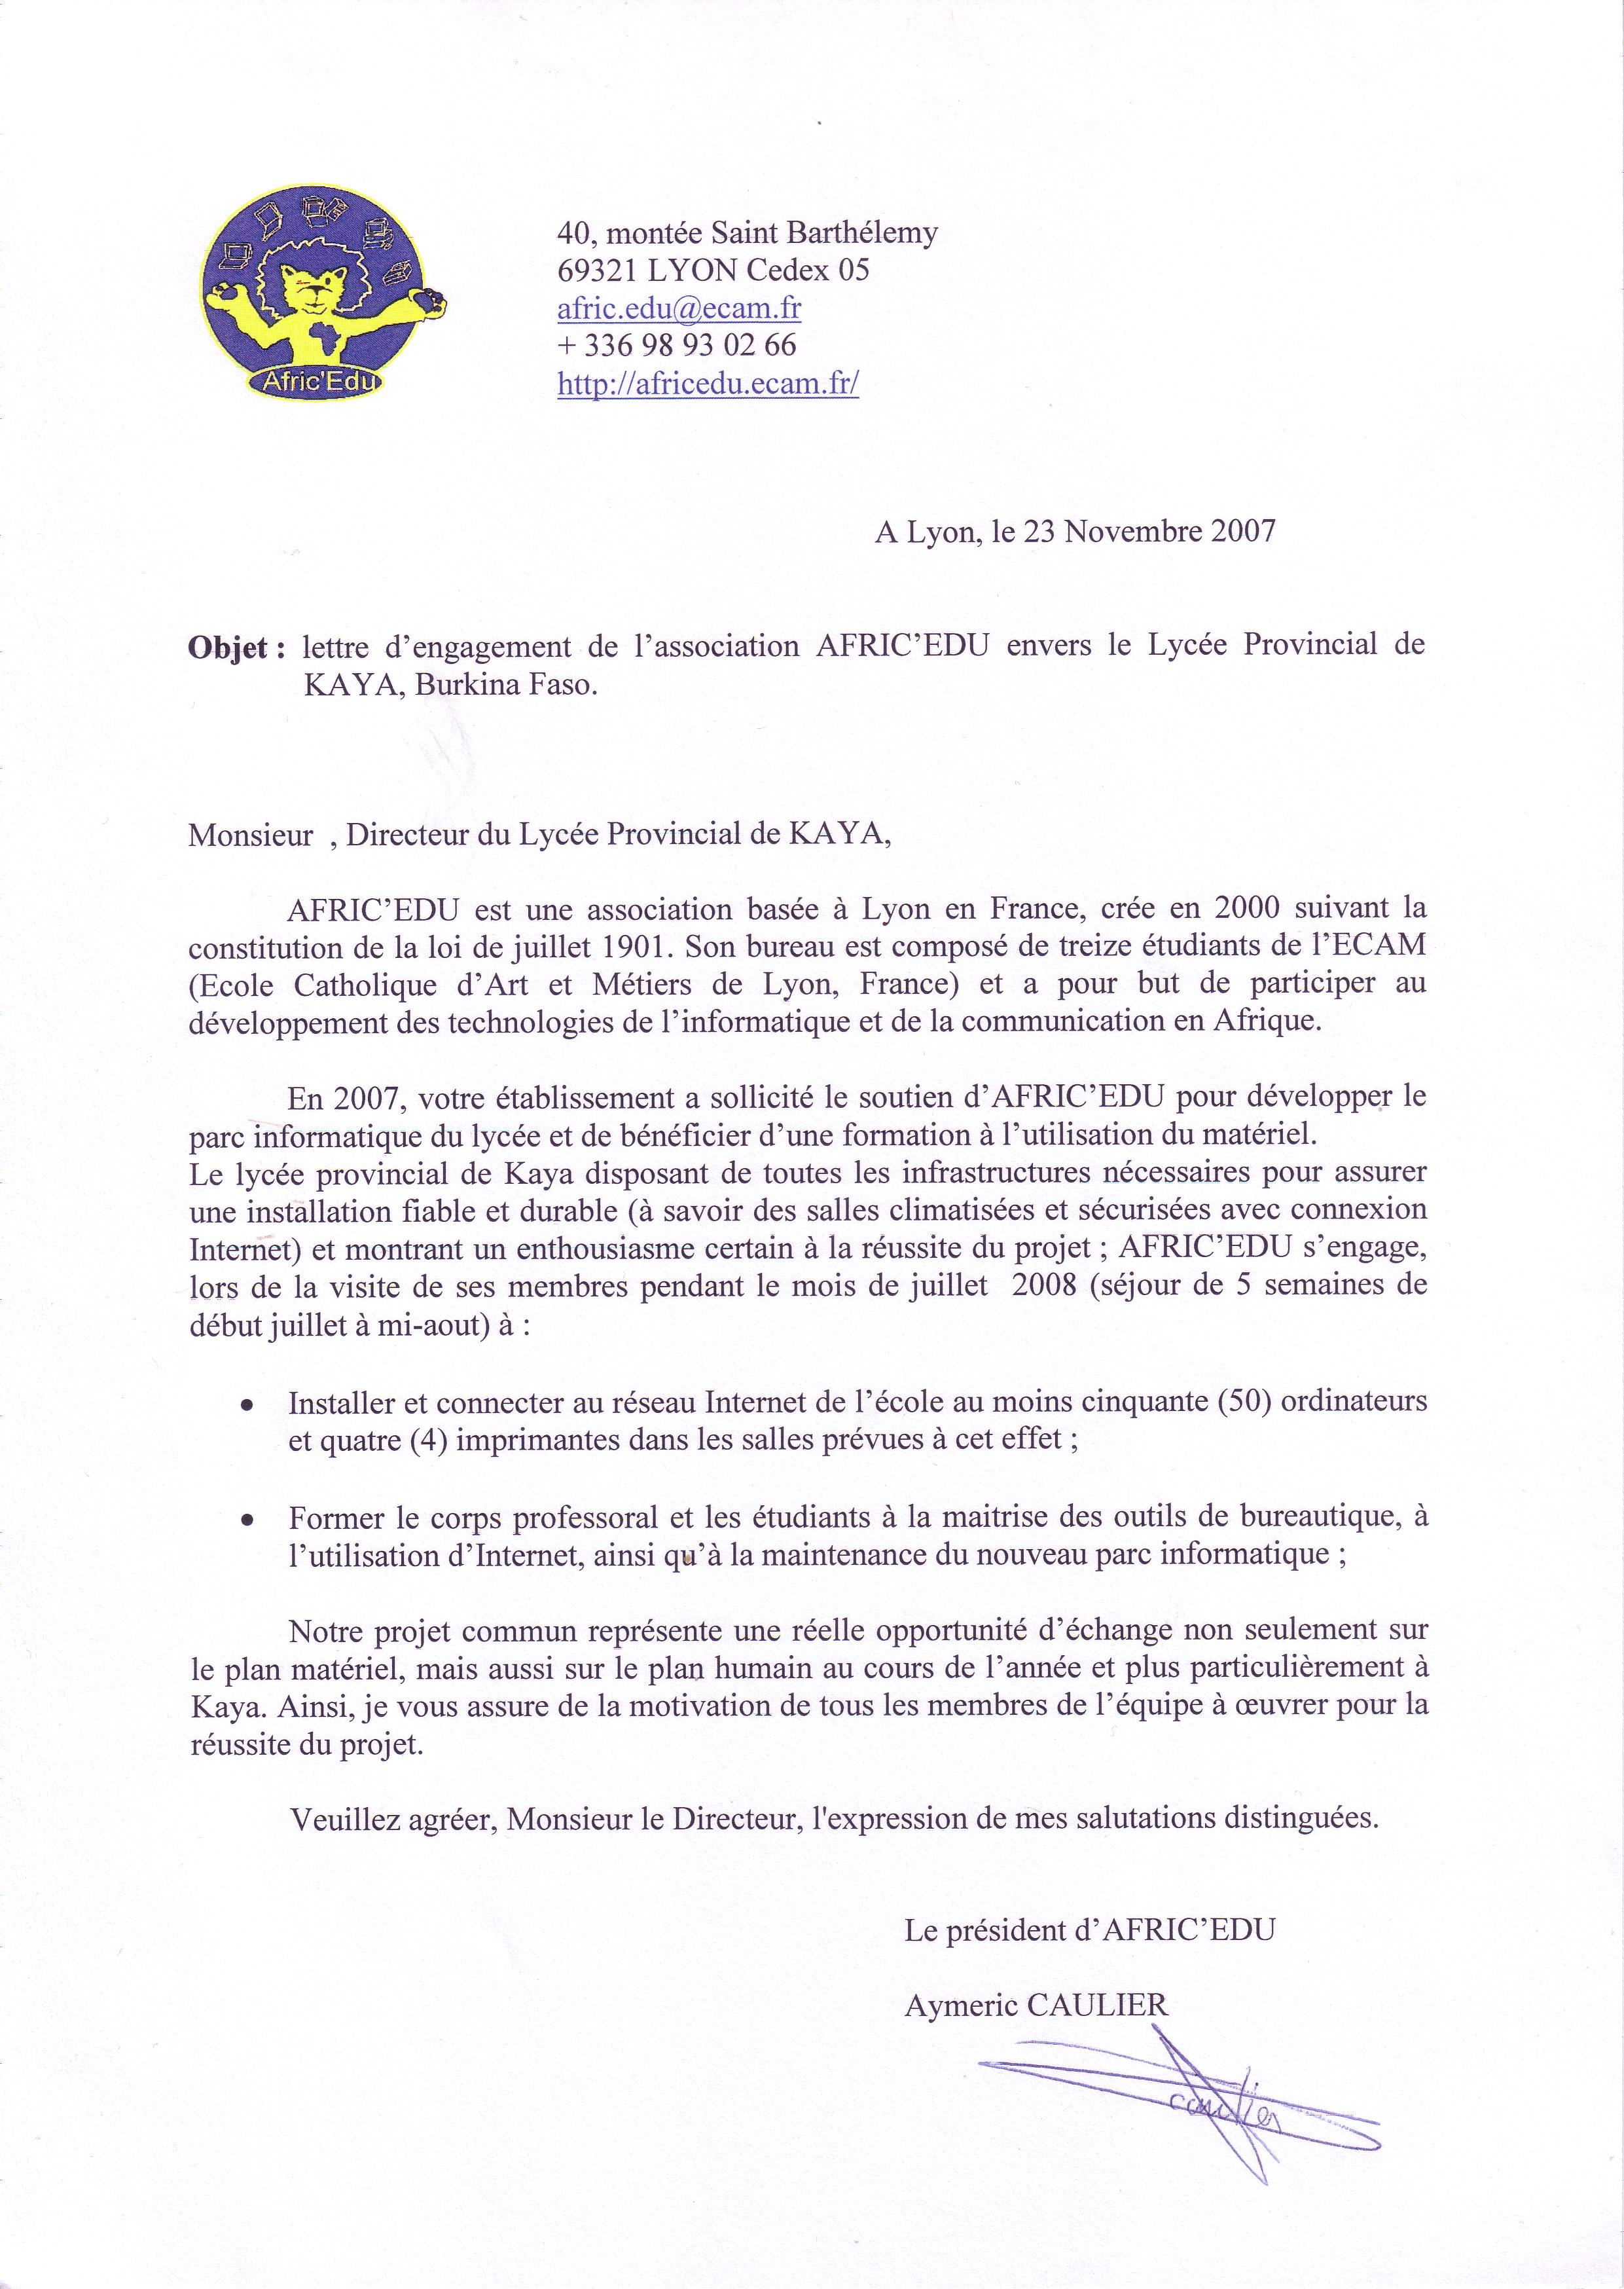 Afric'Edu
40, montée Saint Barthélemy
69321 LYON Cedex 05
afric.edu@ecam.fr
+ 336 98 93 02 66
http://africedu.ecam.fr/
A Lyon, le 23 Novembre 2007
Objet : lettre d’engagement de l’association AFRIC’EDU envers le Lycée Provincial de
KAYA, Burkina Faso.
Monsieur , Directeur du Lycée Provincial de KAYA,
AFRIC’EDU est une association basée à Lyon en France, crée en 2000 suivant la
constitution de la loi de juillet 1901. Son bureau est composé de treize étudiants de l’ECAM
(Ecole Catholique d’Art et Métiers de Lyon, France) et a pour but de participer au
développement des technologies de l’informatique et de la communication en Afrique.
En 2007, votre établissement a sollicité le soutien d’AFRIC’EDU pour développer le
parc informatique du lycée et de bénéficier d’une formation à l’utilisation du matériel.
Le lycée provincial de Kaya disposant de toutes les infrastructures nécessaires pour assurer
une installation fiable et durable (à savoir des salles climatisées et sécurisées avec connexion
Internet) et montrant un enthousiasme certain à la réussite du projet ; AFRIC’EDU s’engage,
lors de la visite de ses membres pendant le mois de juillet 2008 (séjour de 5 semaines de
début juillet à mi-aout) à :
• Installer et connecter au réseau Internet de l’école au moins cinquante (50) ordinateurs
et quatre (4) imprimantes dans les salles prévues à cet effet ;
• Former le corps professoral et les étudiants à la maitrise des outils de bureautique, à
l’utilisation d’Internet, ainsi qu’à la maintenance du nouveau parc informatique ;
Notre projet commun représente une réelle opportunité d’échange non seulement sur
le plan matériel, mais aussi sur le plan humain au cours de l’année et plus particulièrement à
Kaya. Ainsi, je vous assure de la motivation de tous les membres de l’équipe à œuvrer pour la
réussite du projet.
Veuillez agréer, Monsieur le Directeur, l'expression de mes salutations distinguées.
Le président d’AFRIC’EDU
Aymeric CAULIER
caulier